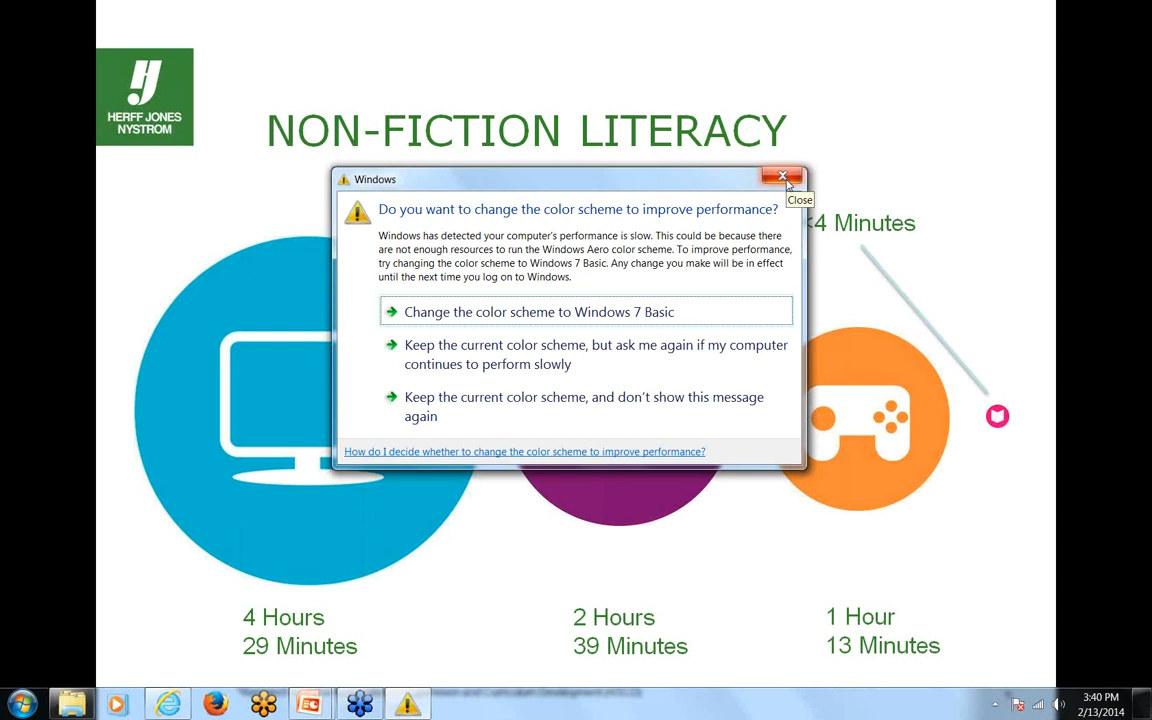 HERFF JONES
NYSTROM
NON-FICTION LITERACY
Windows
Close
Do you want to change the color scheme to improve performance?
<4 Minutes
Windows has detected your computer's performance is slow. This could be because there
are not enough resources to run the Windows Aero color scheme. To improve performance,
try changing the color scheme to Windows 7 Basic. Any change you make will be in effect
until the next time you log on to Windows.
Change the color scheme to Windows 7 Basic
Keep the current color scheme, but ask me again if my computer
continues to perform slowly
Keep the current color scheme, and don't show this message
again
How do I decide whether to change the color scheme to improve performance?
4 Hours
29 Minutes
2 Hours
39 Minutes
1 Hour
13 Minutes
3:40 PM
2/13/2014